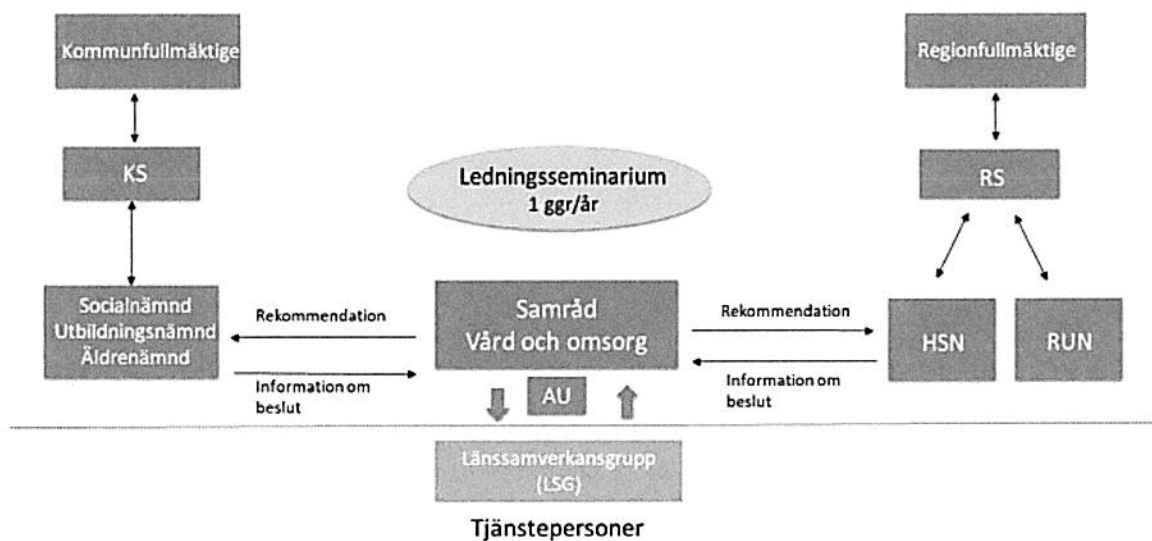 Kommunfullmäktige
Regionfullmäktige
KS
Ledningsseminarium
1 ggr/år
RS
Socialnämnd
Utbildningsnämnd
Äldrenämnd
Rekommendation
Samråd
Vård och omsorg
Rekommendation
HSN
RUN
Information om
beslut
AU
Information om
beslut
Länssamverkansgrupp
(LSG)
Tjänstepersoner